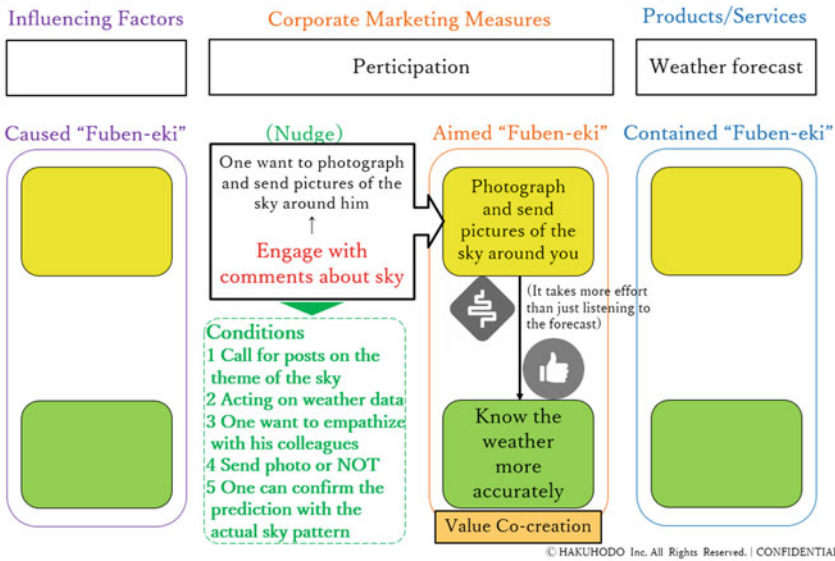 Influencing Factors
Corporate Marketing Measures
Products/Services
Perticipation
Weather forecast
Caused “Fuben-eki”
(Nudge)
Aimed “Fuben-eki”
Contained “Fuben-eki”
One want to photograph
and send pictures of the
sky around him
↑
Engage with
comments about sky
Photograph
and send
pictures of the
sky around you
(It takes more effort
than just listening to
the forecast)
Conditions
1 Call for posts on the
theme of the sky
2 Acting on weather data
3 One want to empathize
with his colleagues
4 Send photo or NOT
5 One can confirm the
prediction with the
actual sky pattern
Know the
weather
more
accurately
Value Co-creation
© HAKUHODO Inc. All Rights Reserved. | CONFIDENTIAL